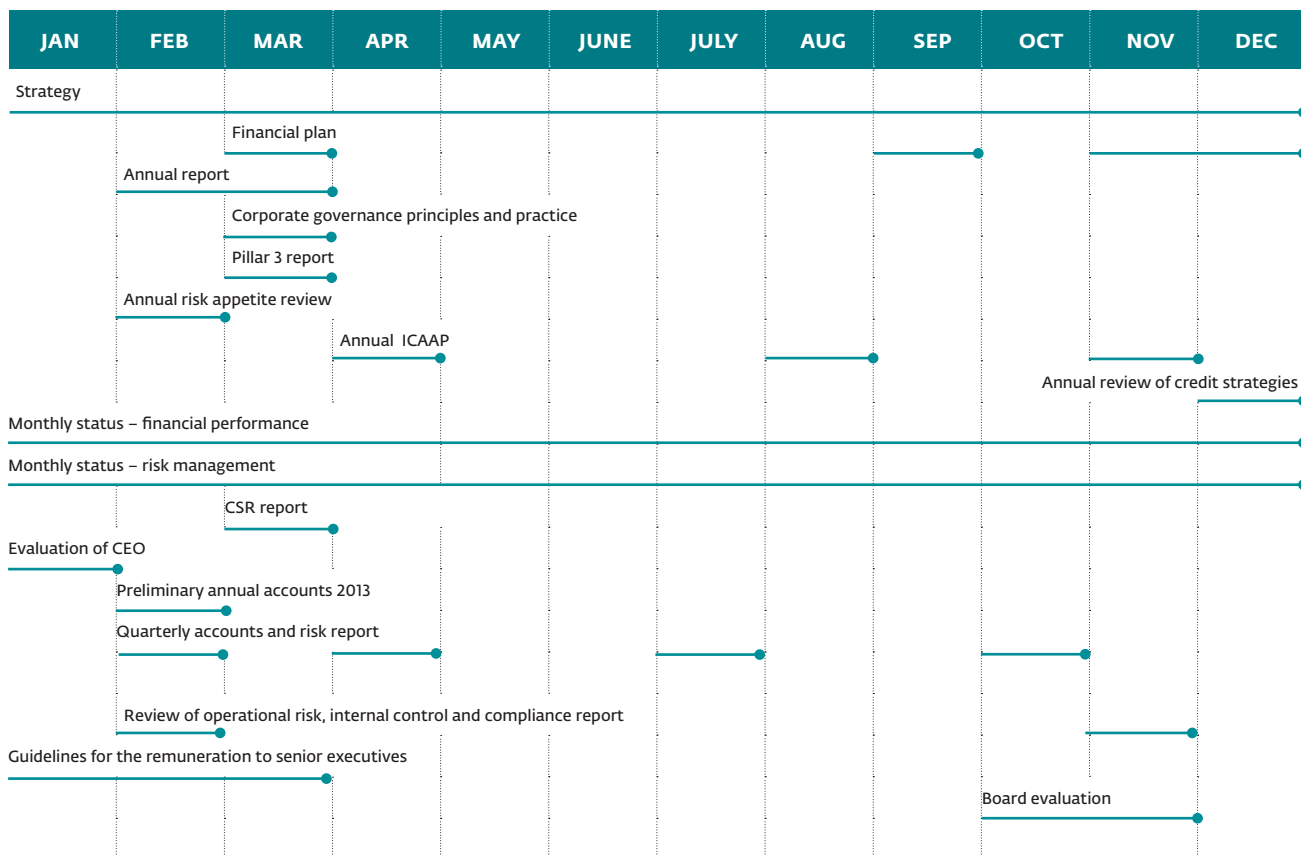 JAN FEB MAR APR MAY JUNE JULY AUG SEP OCT NOV DEC
Strategy
Financial plan
Annual report
Corporate governance principles and practice
Pillar 3 report
Annual risk appetite review
Annual ICAAP
Annual review of credit strategies
Monthly status – financial performance
Monthly status – risk management
CSR report
Evaluation of CEO
Preliminary annual accounts 2013
Quarterly accounts and risk report
Review of operational risk, internal control and compliance report
Guidelines for the remuneration to senior executives
Board evaluation